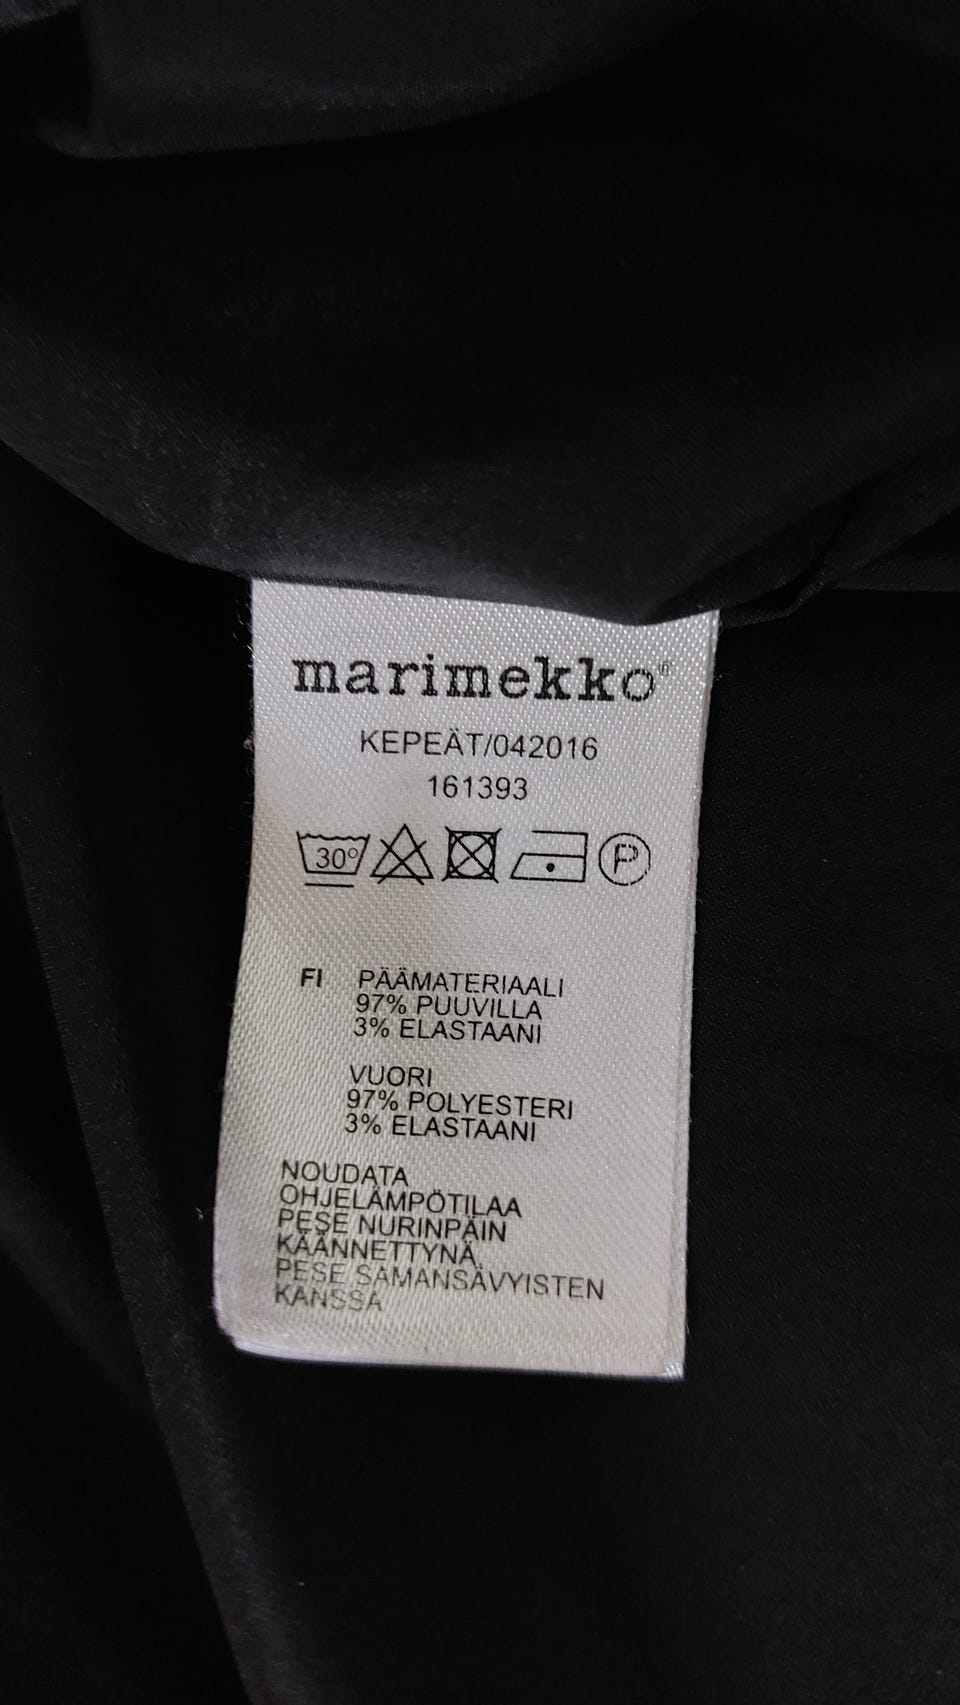 marimekko®
KEPEÄT/042016
161393
30° P
FI PÄÄMATERIAALI
97% PUUVILLA
3% ELASTAANI
VUORI
97% POLYESTERI
3% ELASTAANI
NOUDATA
OHJELÄMPÖTILAA
PESE NURINPÄIN
KÄÄNNETTYNÄ
PESE SAMANSÄVYISTEN
KANSSA